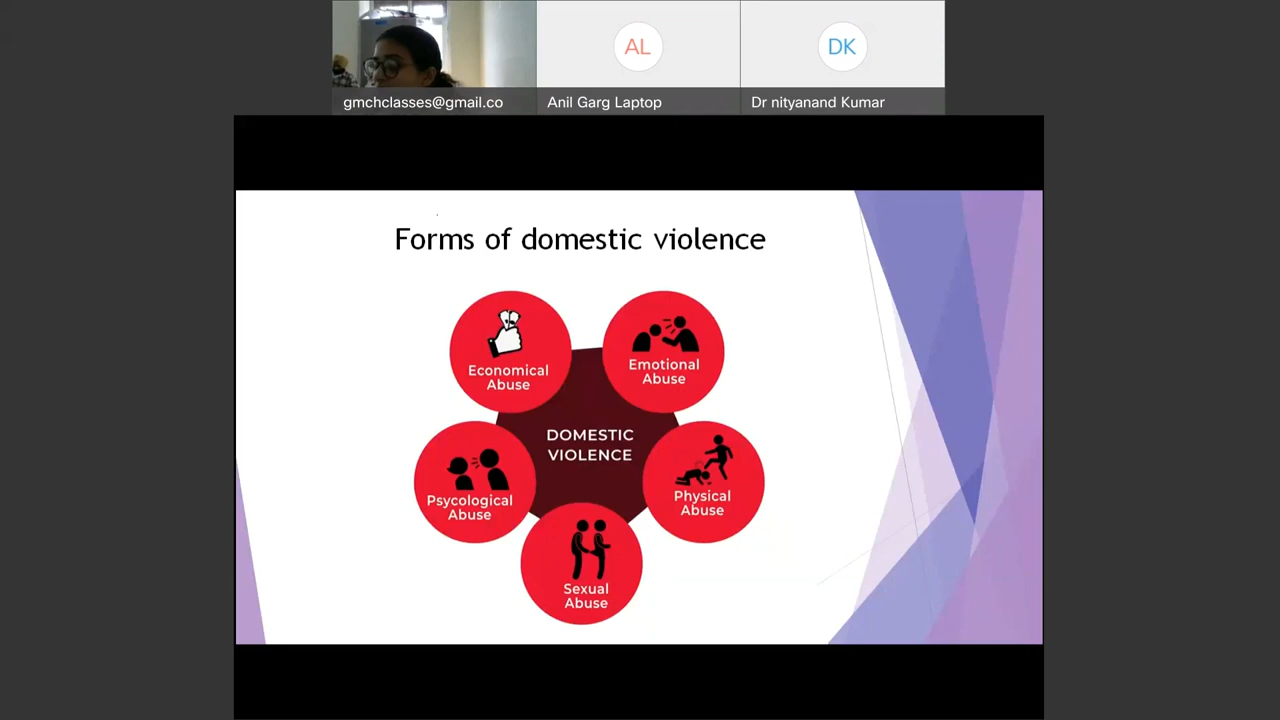 AL
DK
gmchclasses@gmail.co
Anil Garg Laptop
Dr nityanand Kumar
Forms of domestic violence
Economical
Abuse
Emotional
Abuse
DOMESTIC
VIOLENCE
Psycological
Abuse
Physical
Abuse
Sexual
Abuse